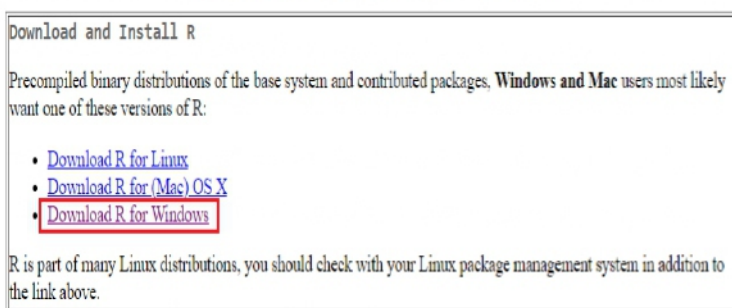 Download and Install R
Precompiled binary distributions of the base system and contributed packages, Windows and Mac users most likely
want one of these versions of R:
• Download R for Linux
• Download R for (Mac) OS X
• Download R for Windows
R is part of many Linux distributions, you should check with your Linux package management system in addition to
the link above.